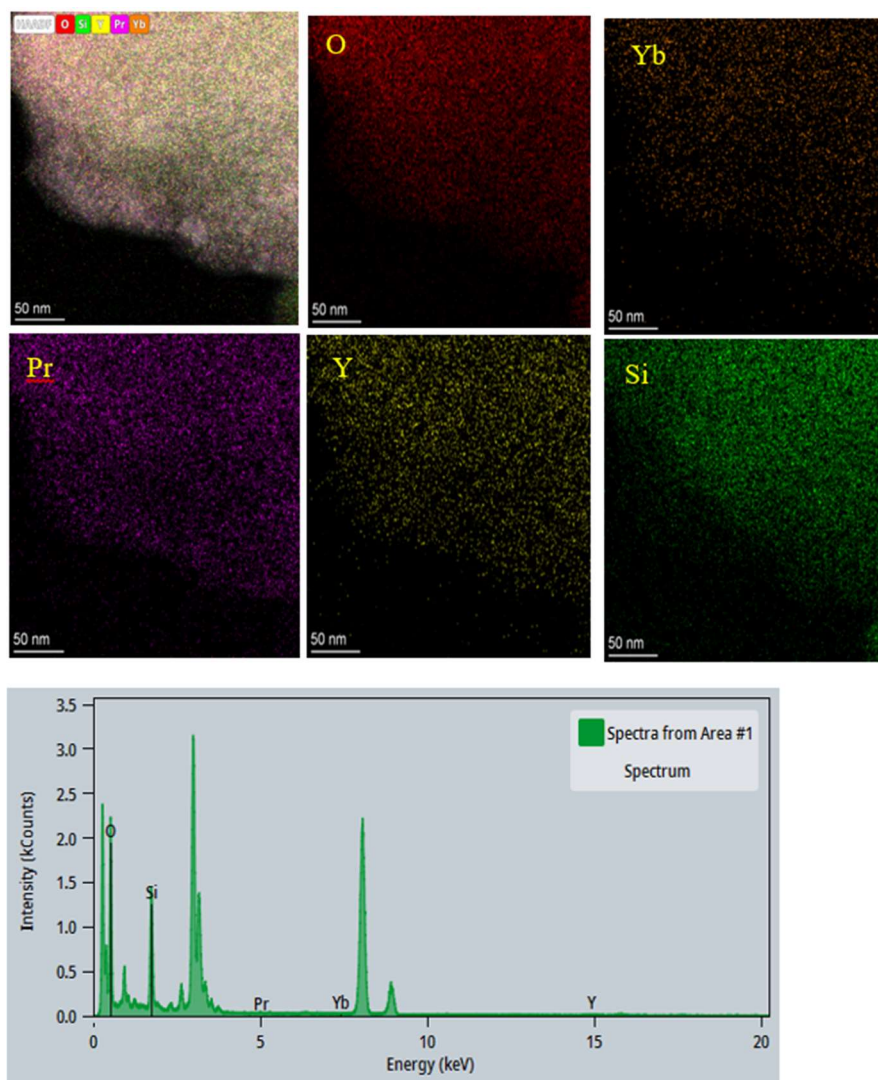 HAADF O Si Y Pr Yb
O
Yb
50 nm
50 nm
50 nm
Pr
Y
Si
50 nm
50 nm
50 nm
3.5
3.0
2.5
2.0
1.5
1.0
0.5
0.0
Intensity (kCounts)
Spectra from Area #1
Spectrum
O
Si
Pr
Yb
Y
0
5
10
15
20
Energy (keV)